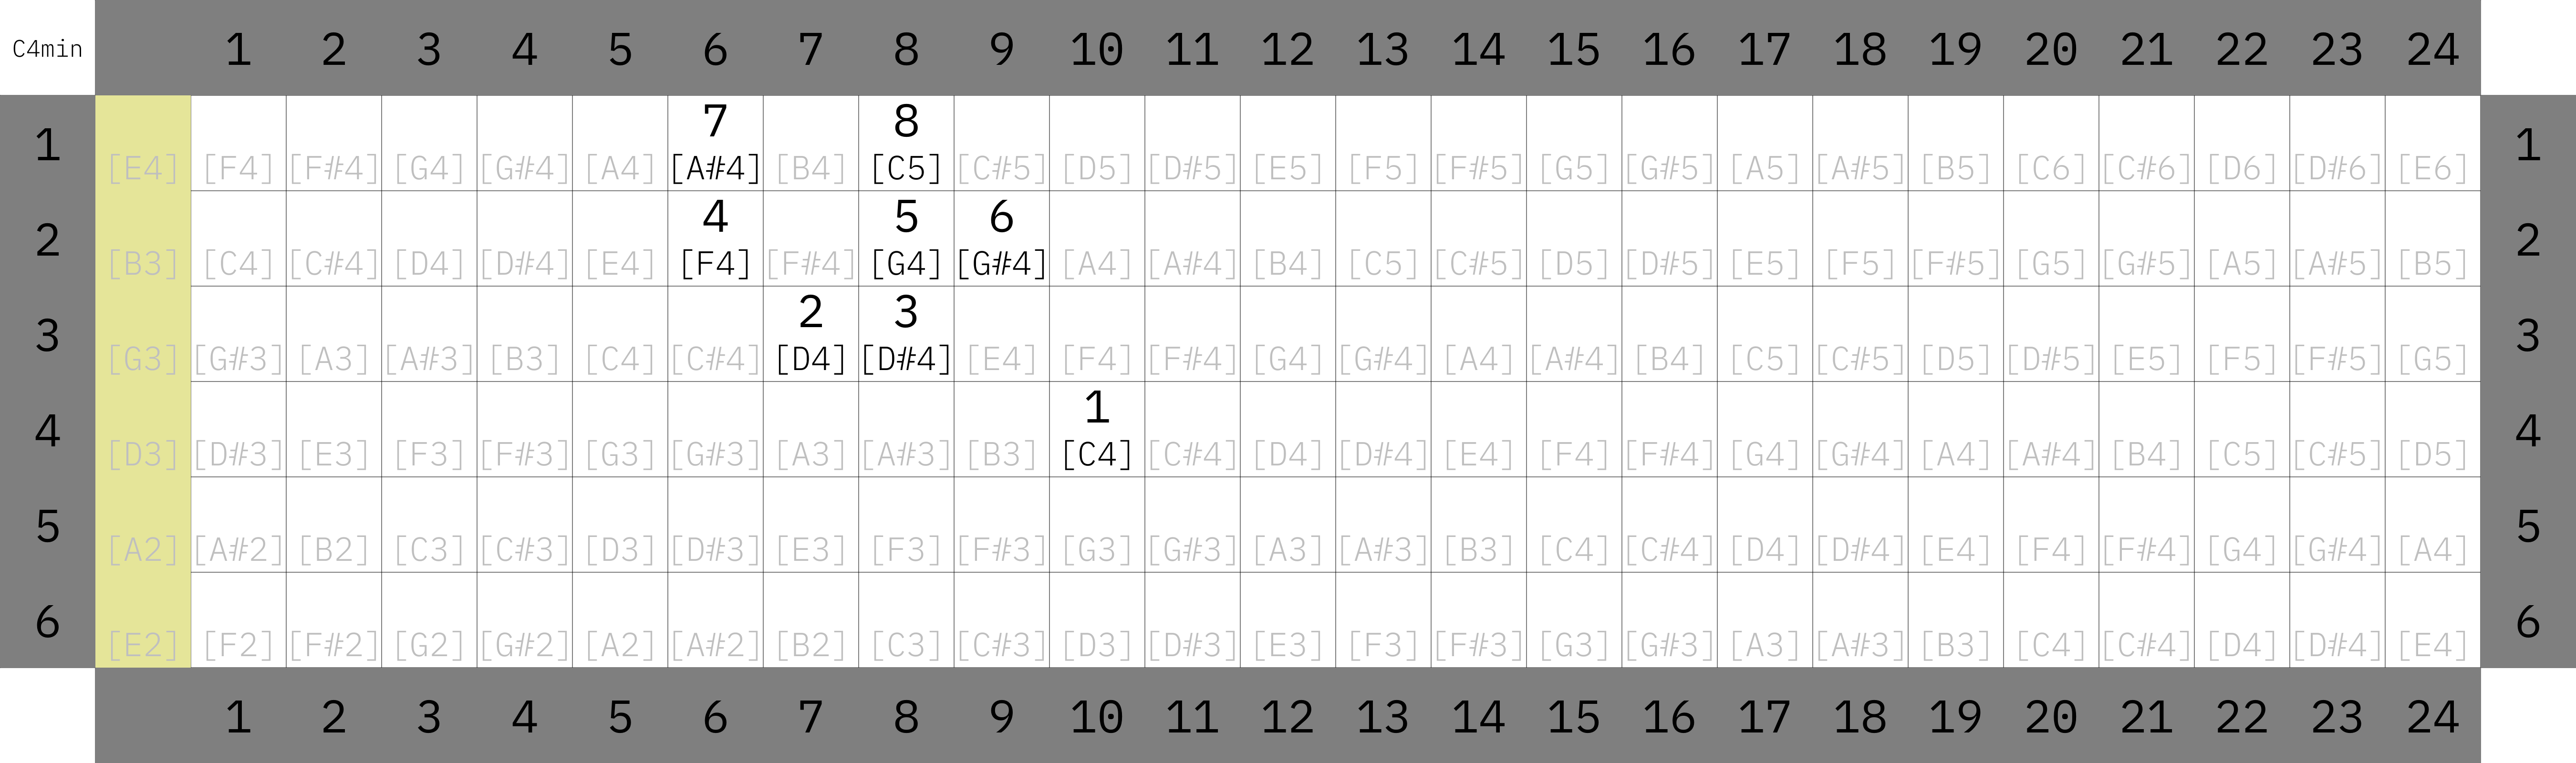 C4min 1 2 3 4 5 6 7 8 9 10 11 12 13 14 15 16 17 18 19 20 21 22 23 24
7 8
1 [E4] [F4] [F#4] [G4] [G#4] [A4] [A#4] [B4] [C5] [C#5] [D5] [D#5] [E5] [F5] [F#5] [G5] [G#5] [A5] [A#5] [B5] [C6] [C#6] [D6] [D#6] [E6] 1
4 5 6
2 [B3] [C4] [C#4] [D4] [D#4] [E4] [F4] [F#4] [G4] [G#4] [A4] [A#4] [B4] [C5] [C#5] [D5] [D#5] [E5] [F5] [F#5] [G5] [G#5] [A5] [A#5] [B5] 2
2 3
3 [G3] [G#3] [A3] [A#3] [B3] [C4] [C#4] [D4] [D#4] [E4] [F4] [F#4] [G4] [G#4] [A4] [A#4] [B4] [C5] [C#5] [D5] [D#5] [E5] [F5] [F#5] [G5] 3
1
4 [D3] [D#3] [E3] [F3] [F#3] [G3] [G#3] [A3] [A#3] [B3] [C4] [C#4] [D4] [D#4] [E4] [F4] [F#4] [G4] [G#4] [A4] [A#4] [B4] [C5] [C#5] [D5] 4
5 [A2] [A#2] [B2] [C3] [C#3] [D3] [D#3] [E3] [F3] [F#3] [G3] [G#3] [A3] [A#3] [B3] [C4] [C#4] [D4] [D#4] [E4] [F4] [F#4] [G4] [G#4] [A4] 5
6 [E2] [F2] [F#2] [G2] [G#2] [A2] [A#2] [B2] [C3] [C#3] [D3] [D#3] [E3] [F3] [F#3] [G3] [G#3] [A3] [A#3] [B3] [C4] [C#4] [D4] [D#4] [E4] 6
1 2 3 4 5 6 7 8 9 10 11 12 13 14 15 16 17 18 19 20 21 22 23 24